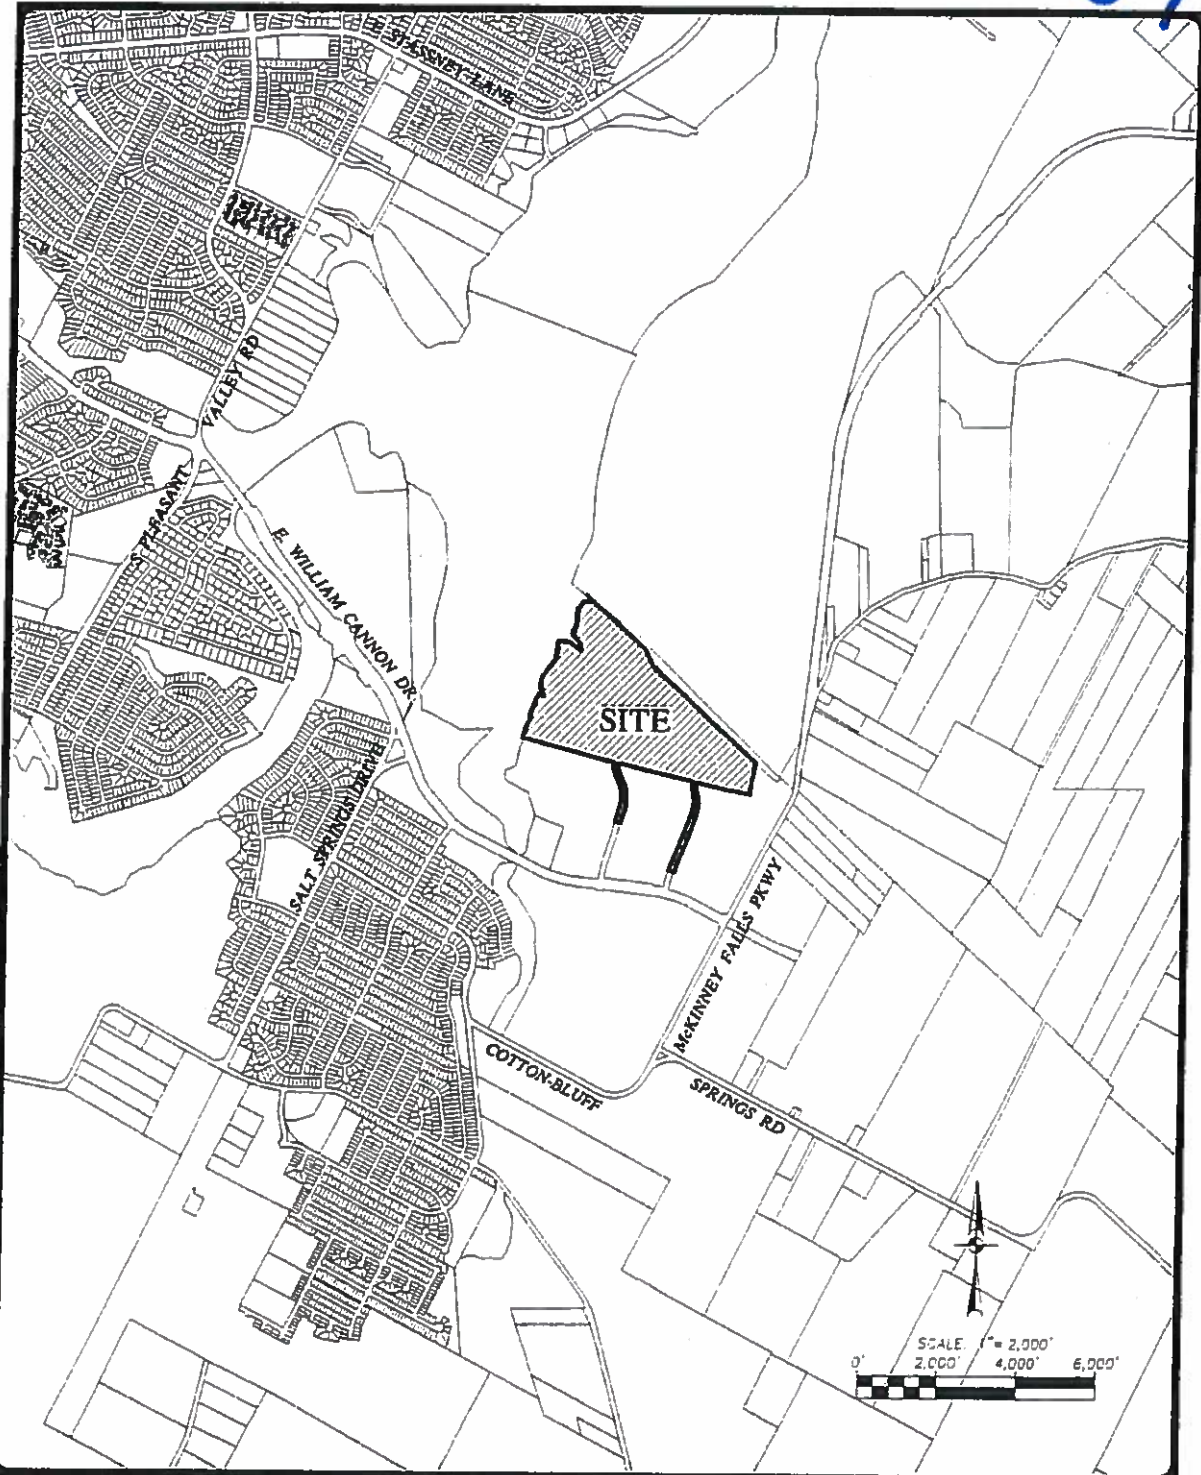 E STASSNEY LANE
VALLEY RD
S PLEASANT
E. WILLIAM CANNON DR.
SITE
SALT SPRINGS DRIVE
McKINNEY FALLS PKWY
COTTON-BLUFF
SPRINGS RD
SCALE: 1"= 2,000'
0' 2,000' 4,000' 6,000'